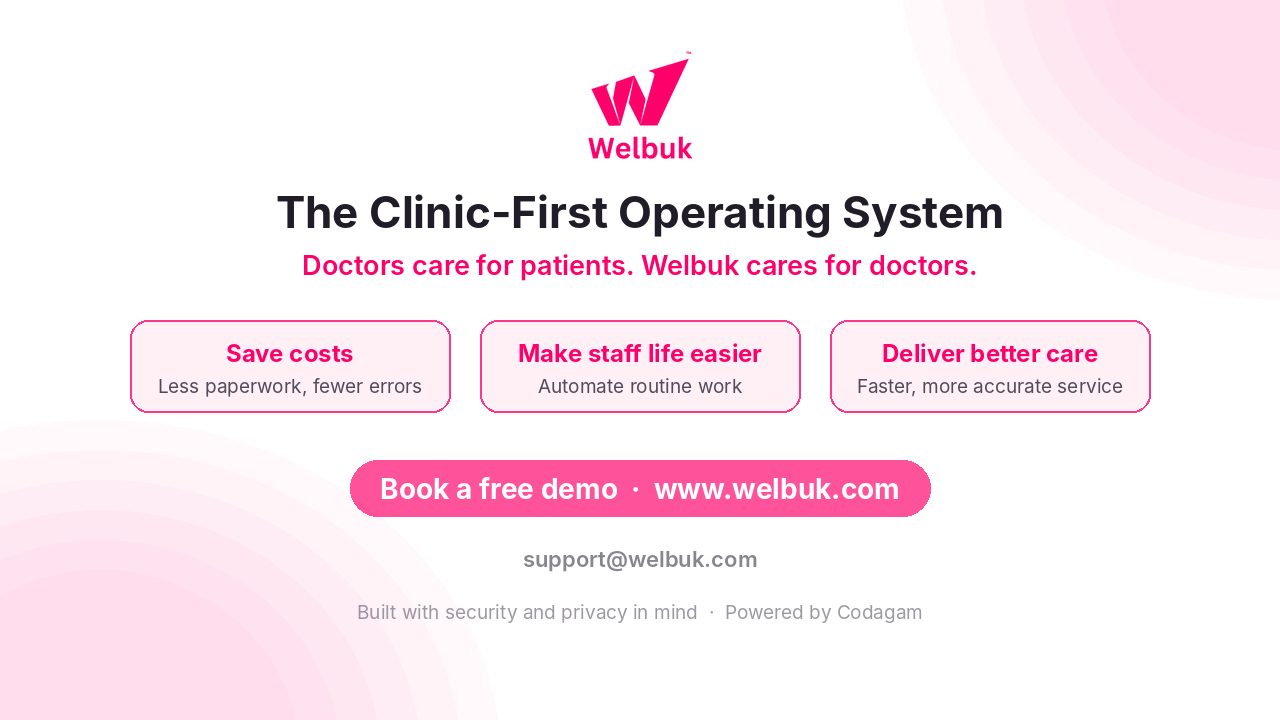 ™
Welbuk
The Clinic-First Operating System
Doctors care for patients. Welbuk cares for doctors.
Save costs
Less paperwork, fewer errors
Make staff life easier
Automate routine work
Deliver better care
Faster, more accurate service
Book a free demo · www.welbuk.com
support@welbuk.com
Built with security and privacy in mind · Powered by Codagam